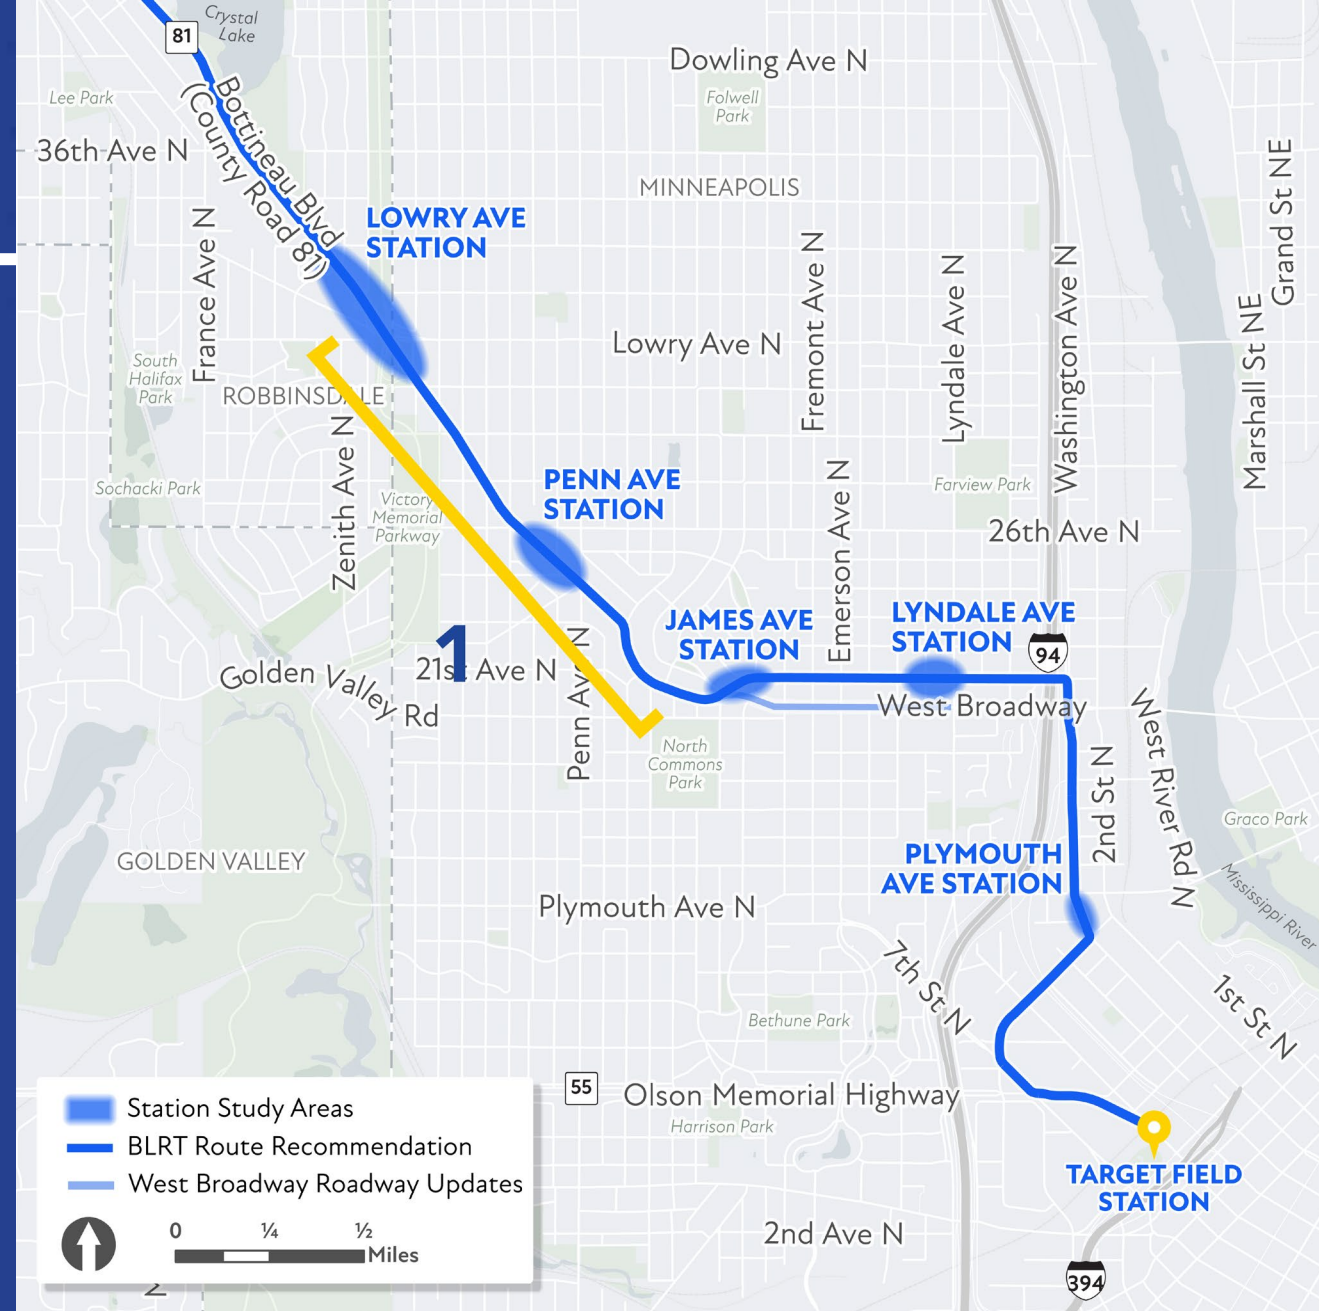 Crystal
Lake
81
Dowling Ave N
Lee Park
Folwell
Park
Bottineau Blvd
(County Road 81)
36th Ave N
MINNEAPOLIS
Grand St NE
LOWRY AVE
STATION
France Ave N
Fremont Ave N
Lyndale Ave N
Washington Ave N
Marshall St NE
Lowry Ave N
South
Halifax
Park
ROBBINSDALE
Zenith Ave N
Sochacki Park
Victory
Memorial
Parkway
PENN AVE
STATION
Farview Park
26th Ave N
Emerson Ave N
JAMES AVE
STATION
LYNDALE AVE
STATION
94
1
21st Ave N
Golden Valley Rd
Penn Ave N
West Broadway
West River Rd N
North
Commons
Park
2nd St N
Graco Park
GOLDEN VALLEY
PLYMOUTH
AVE STATION
Mississippi River
Plymouth Ave N
7th St N
1st St N
Bethune Park
55
Olson Memorial Highway
Harrison Park
TARGET FIELD
STATION
2nd Ave N
394
Station Study Areas
BLRT Route Recommendation
West Broadway Roadway Updates
0 ¼ ½
Miles
N